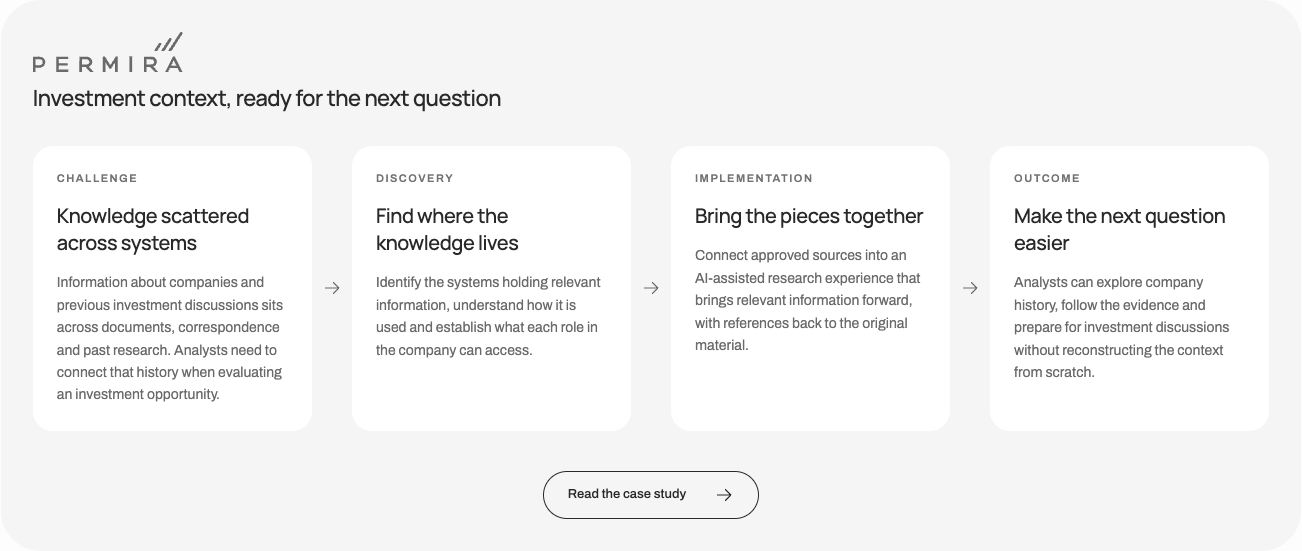 PERMIRA
Investment context, ready for the next question
CHALLENGE
Knowledge scattered
across systems
Information about companies and
previous investment discussions sits
across documents, correspondence
and past research. Analysts need to
connect that history when evaluating
an investment opportunity.
DISCOVERY
Find where the
knowledge lives
Identify the systems holding relevant
information, understand how it is
used and establish what each role in
the company can access.
IMPLEMENTATION
Bring the pieces together
Connect approved sources into an
AI-assisted research experience that
brings relevant information forward,
with references back to the original
material.
OUTCOME
Make the next question
easier
Analysts can explore company
history, follow the evidence and
prepare for investment discussions
without reconstructing the context
from scratch.
Read the case study